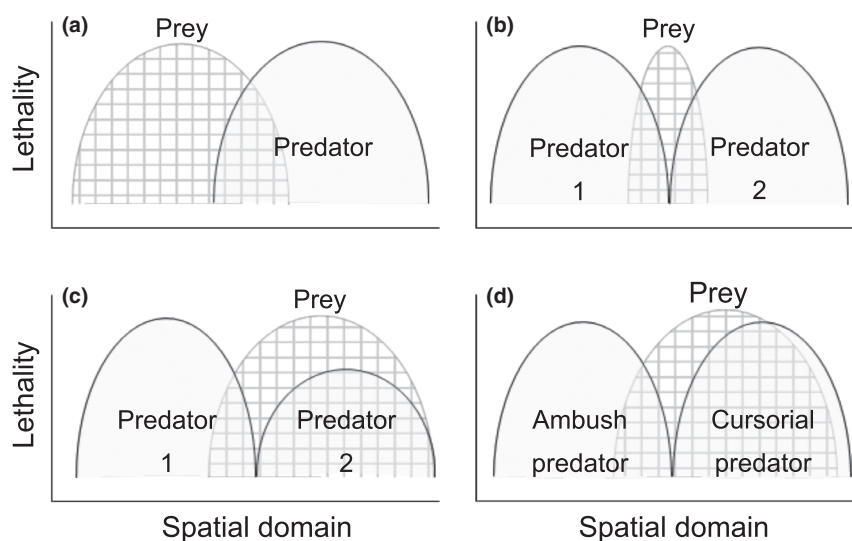 (a)
Prey
Lethality
Predator
(b)
Prey
Predator
1
Predator
2
(c)
Prey
Lethality
Predator
1
Predator
2
Spatial domain
(d)
Prey
Ambush
predator
Cursorial
predator
Spatial domain